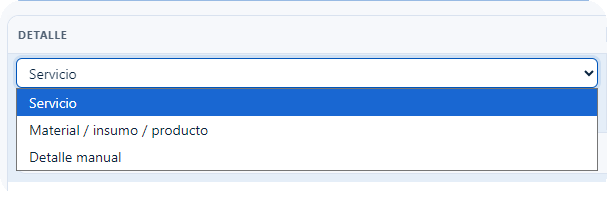 DETALLE
Servicio
Servicio
Material / insumo / producto
Detalle manual